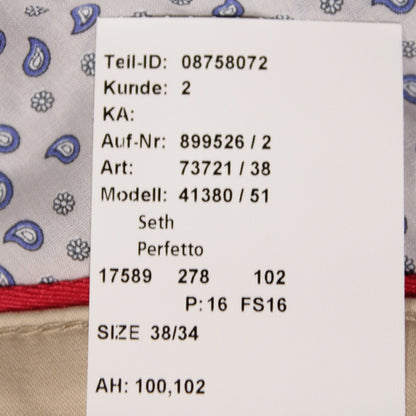 Teil-ID: 08758072
Kunde: 2
KA:
Auf-Nr: 899526 / 2
Art: 73721 / 38
Modell: 41380 / 51
Seth
Perfetto
17589 278 102
P: 16 FS16
SIZE 38/34
AH: 100,102